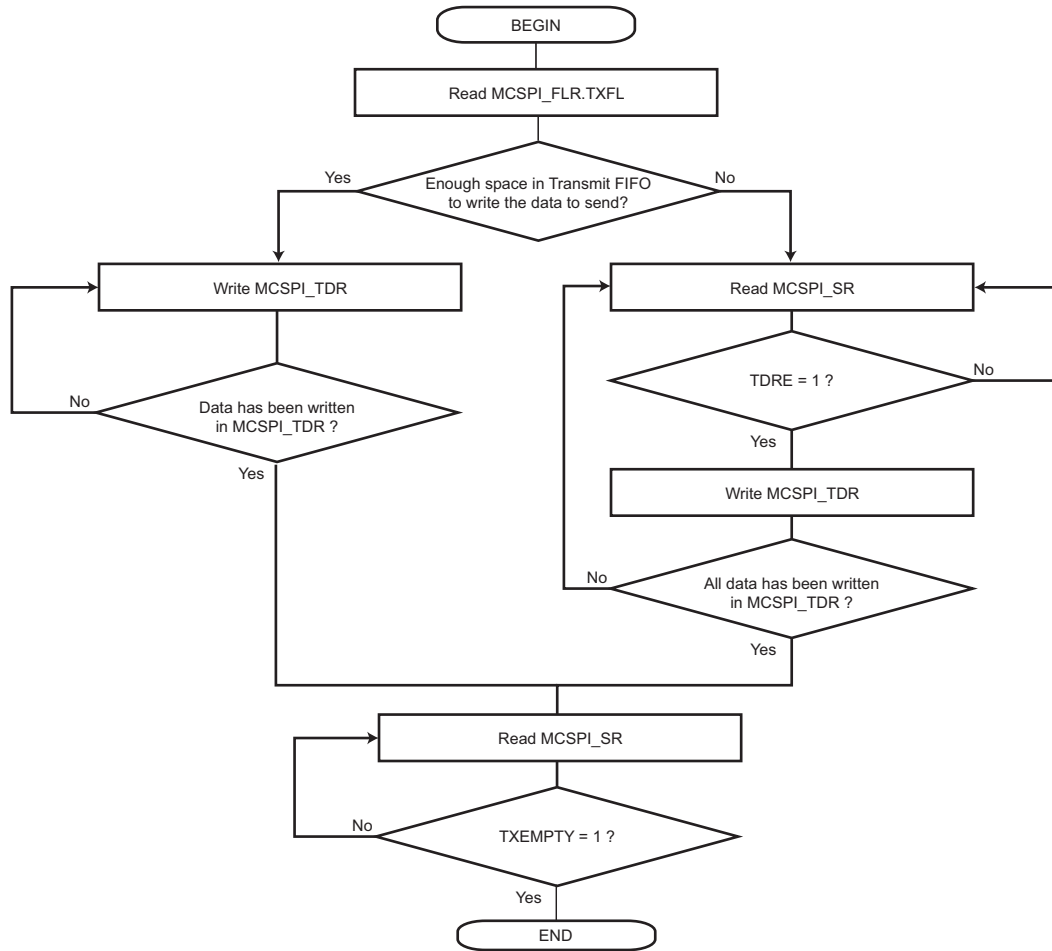 BEGIN
Read MCSPI_FLR.TXFL
Yes
Enough space in Transmit FIFO
to write the data to send?
No
Write MCSPI_TDR
Read MCSPI_SR
TDRE = 1 ?
No
No
Data has been written
in MCSPI_TDR ?
Yes
Yes
Write MCSPI_TDR
No
All data has been written
in MCSPI_TDR ?
Yes
Read MCSPI_SR
No
TXEMPTY = 1 ?
Yes
END